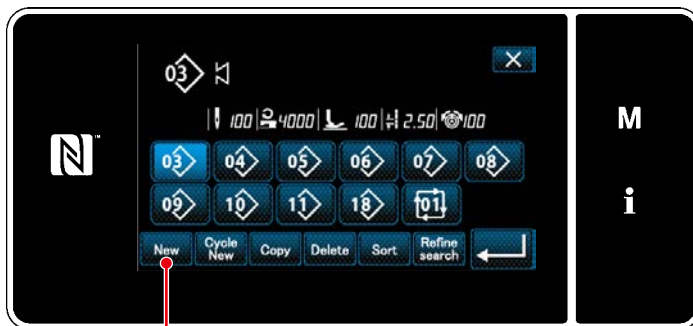 03
100 4000 100 2.50 100
03 04 05 06 07 08
09 10 11 18 01
New Cycle New Copy Delete Sort Refine search
N
M
i